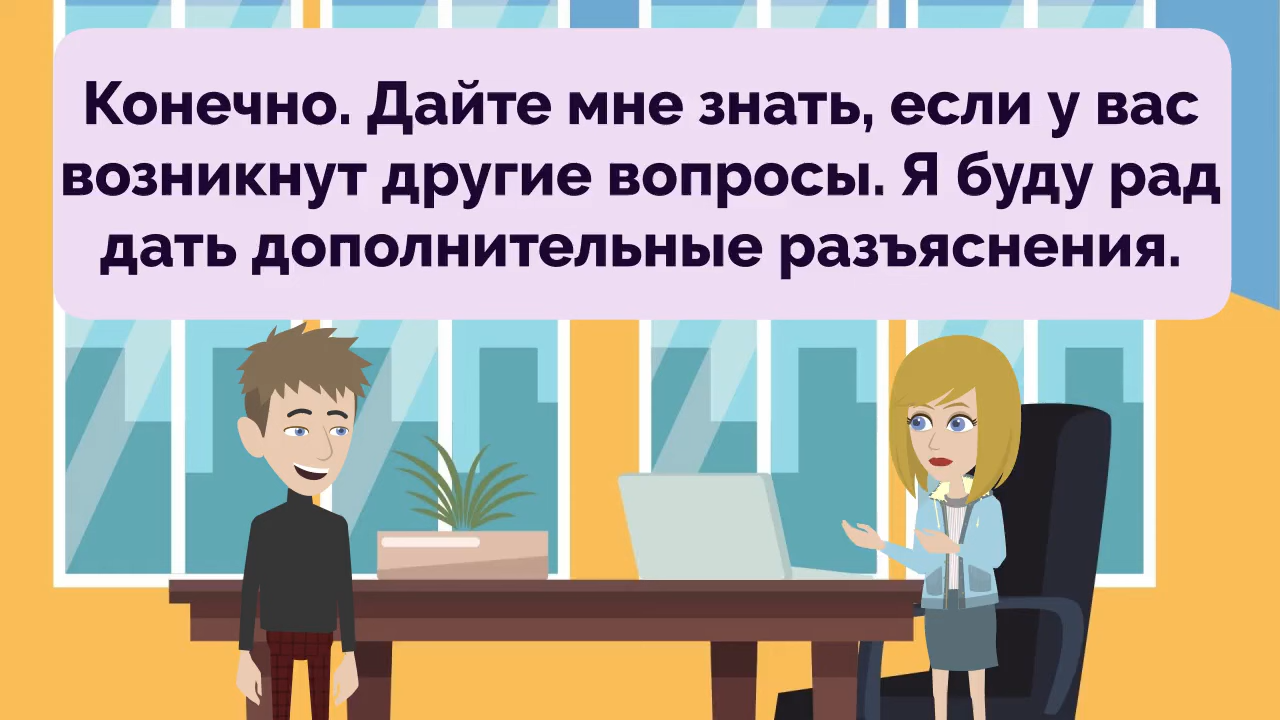 Конечно. Дайте мне знать, если у вас
возникнут другие вопросы. Я буду рад
дать дополнительные разъяснения.